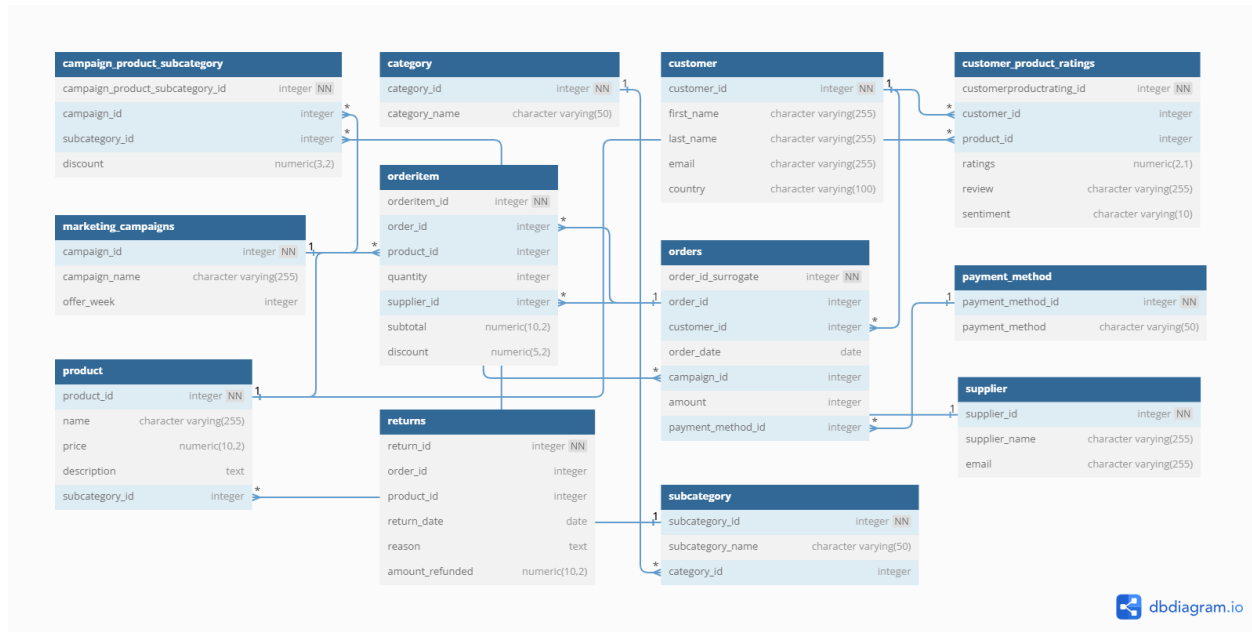 campaign_product_subcategory
campaign_product_subcategory_id integer NN
campaign_id integer *
subcategory_id integer *
discount numeric(3,2)
category
category_id integer NN 1
category_name character varying(50)
customer
customer_id integer NN 1
first_name character varying(255)
last_name character varying(255)
email character varying(255)
country character varying(100)
customer_product_ratings
customerproductrating_id integer NN
* customer_id integer
* product_id integer
ratings numeric(2,1)
review character varying(255)
sentiment character varying(10)
marketing_campaigns
campaign_id integer NN 1
campaign_name character varying(255)
offer_week integer
orderitem
orderitem_id integer NN
order_id integer *
* product_id integer
quantity integer
supplier_id integer *
subtotal numeric(10,2)
discount numeric(5,2)
orders
order_id_surrogate integer NN
1 order_id integer
customer_id integer *
order_date date
* campaign_id integer
amount integer
payment_method_id integer *
payment_method
1 payment_method_id integer NN
payment_method character varying(50)
product
product_id integer NN 1
name character varying(255)
price numeric(10,2)
description text
subcategory_id integer *
returns
return_id integer NN
order_id integer
product_id integer
return_date date
reason text
amount_refunded numeric(10,2)
supplier
1 supplier_id integer NN
supplier_name character varying(255)
email character varying(255)
subcategory
1 subcategory_id integer NN
subcategory_name character varying(50)
* category_id integer
dbdiagram.io